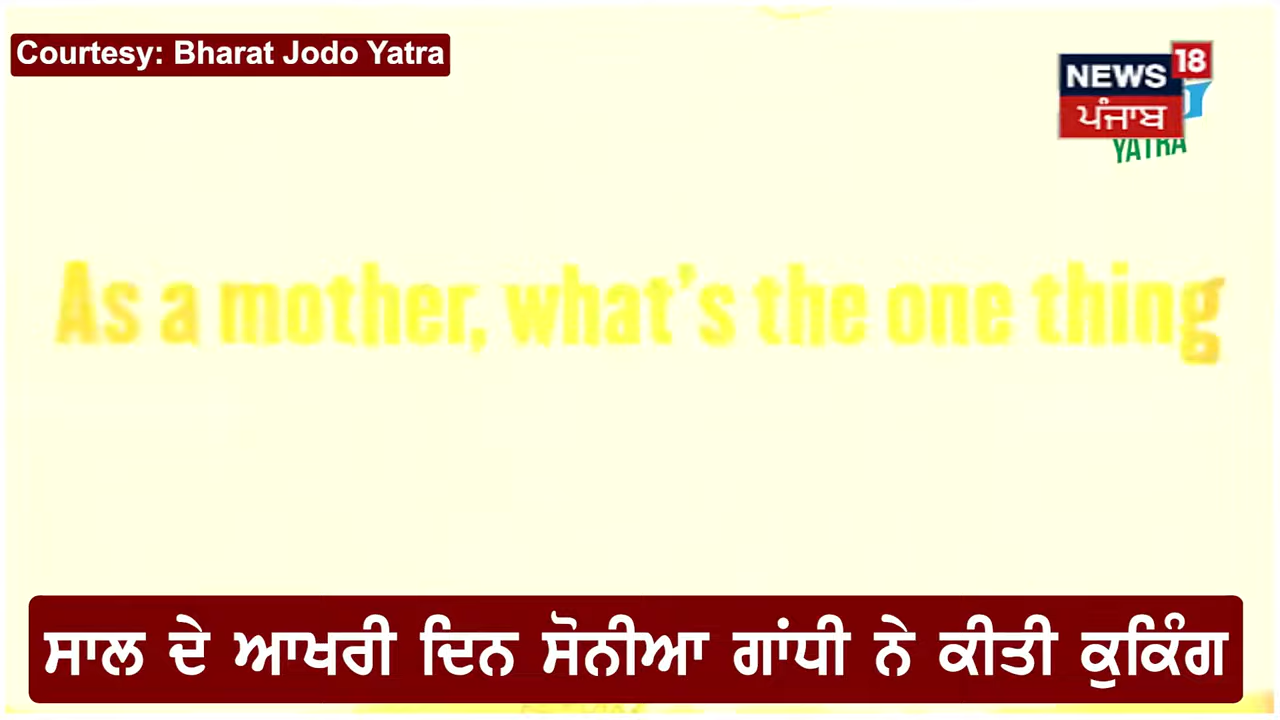 Courtesy: Bharat Jodo Yatra
NEWS 18
ਪੰਜਾਬ
YATRA
As a mother, what's the one thing
ਸਾਲ ਦੇ ਆਖਰੀ ਦਿਨ ਸੋਨੀਆ ਗਾਂਧੀ ਨੇ ਕੀਤੀ ਕੁਕਿੰਗ